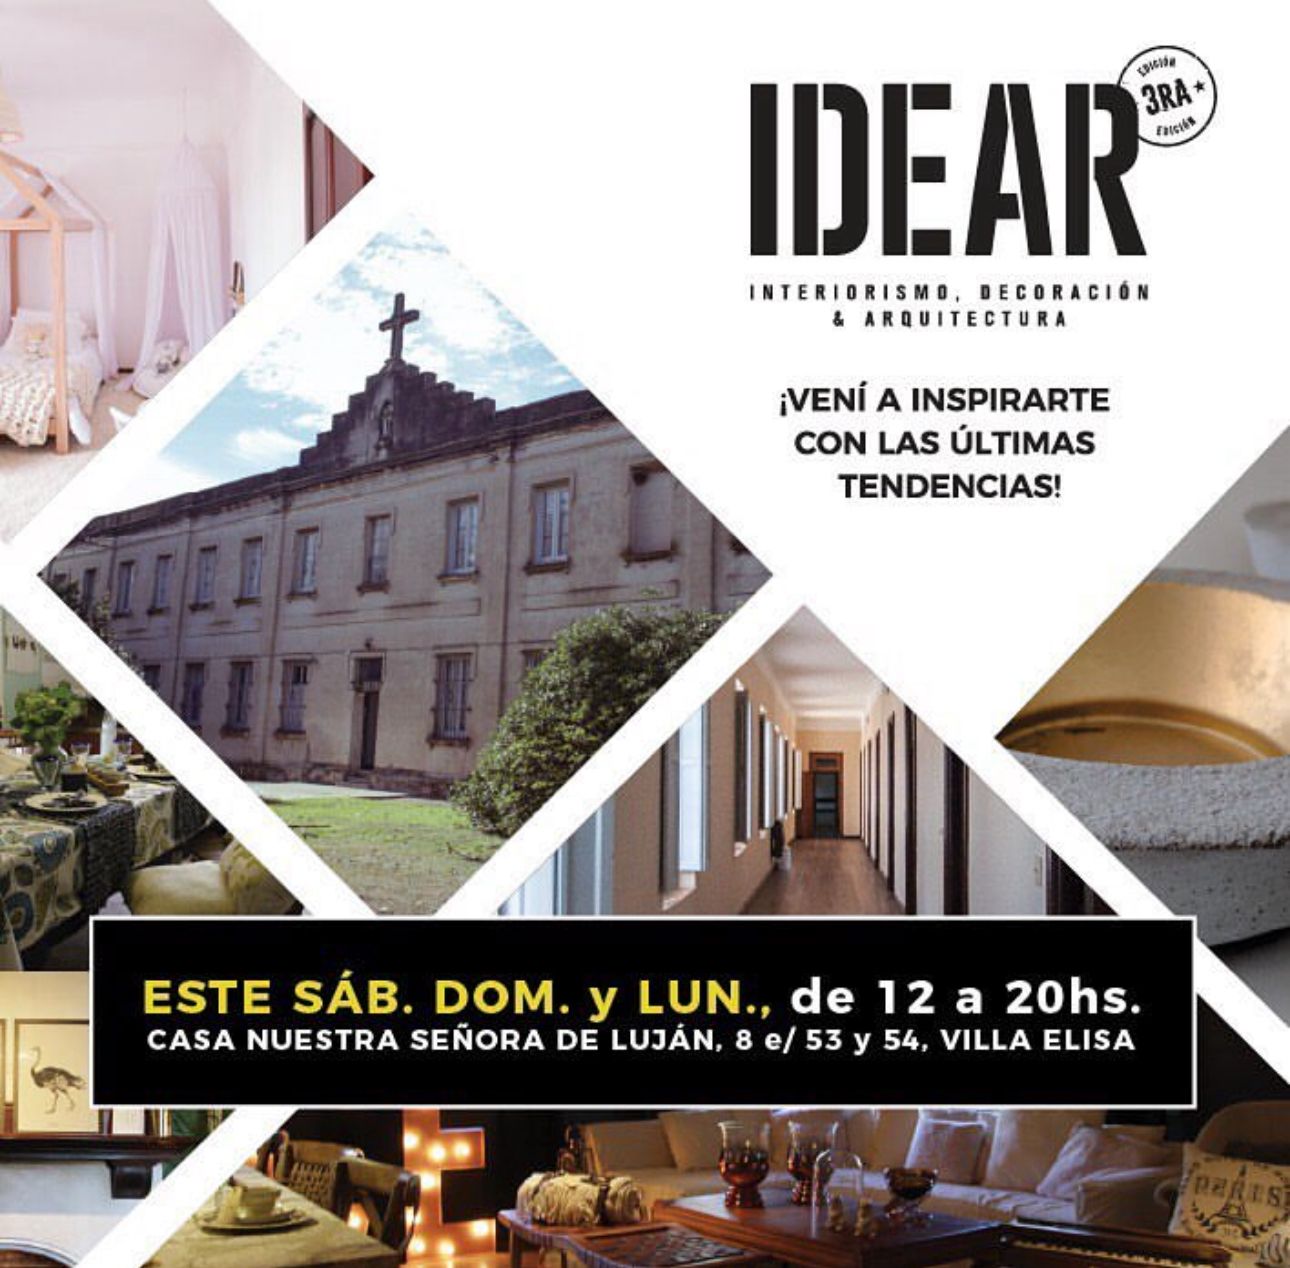 IDEAR
EDICIÓN
3RA
EDICIÓN
INTERIORISMO, DECORACIÓN
& ARQUITECTURA
¡VENÍ A INSPIRARTE
CON LAS ÚLTIMAS
TENDENCIAS!
ESTE SÁB. DOM. y LUN., de 12 a 20hs.
CASA NUESTRA SEÑORA DE LUJÁN, 8 e/ 53 y 54, VILLA ELISA
PARIS